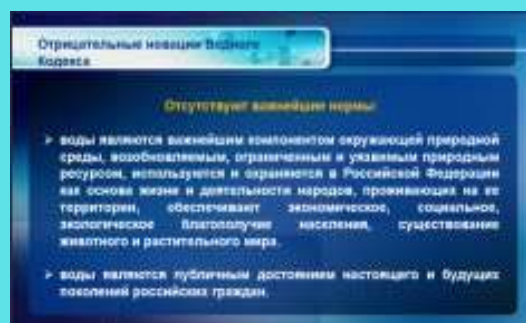 Отрицательные новации Водного
Кодекса
Отсутствуют важнейшие нормы:
➢ воды являются важнейшим компонентом окружающей природной
среды, возобновляемым, ограниченным и уязвимым природным
ресурсом, используются и охраняются в Российской Федерации
как основа жизни и деятельности народов, проживающих на ее
территории, обеспечивают экономическое, социальное,
экологическое благополучие населения, существование
животного и растительного мира.
➢ воды являются публичным достоянием настоящего и будущих
поколений российских граждан.